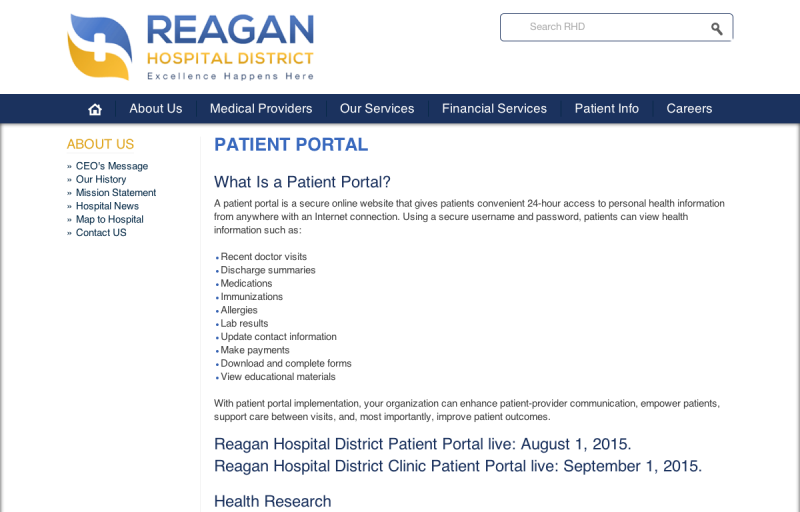 REAGAN
HOSPITAL DISTRICT
Excellence Happens Here
Search RHD
About Us
Medical Providers
Our Services
Financial Services
Patient Info
Careers
ABOUT US
» CEO's Message
» Our History
» Mission Statement
» Hospital News
» Map to Hospital
» Contact US
PATIENT PORTAL
What Is a Patient Portal?
A patient portal is a secure online website that gives patients convenient 24-hour access to personal health information
from anywhere with an Internet connection. Using a secure username and password, patients can view health
information such as:
• Recent doctor visits
• Discharge summaries
• Medications
• Immunizations
• Allergies
• Lab results
• Update contact information
• Make payments
• Download and complete forms
• View educational materials
With patient portal implementation, your organization can enhance patient-provider communication, empower patients,
support care between visits, and, most importantly, improve patient outcomes.
Reagan Hospital District Patient Portal live: August 1, 2015.
Reagan Hospital District Clinic Patient Portal live: September 1, 2015.
Health Research